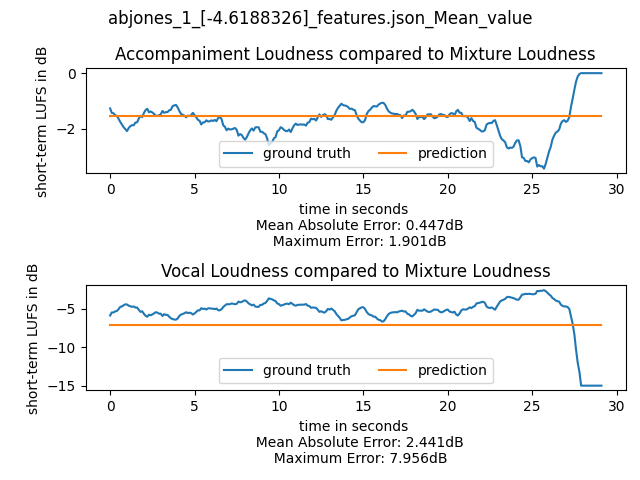 abjones_1_[-4.6188326]_features.json_Mean_value
Accompaniment Loudness compared to Mixture Loudness
short-term LUFS in dB
0
−2
ground truth
prediction
0 5 10 15 20 25 30
time in seconds
Mean Absolute Error: 0.447dB
Maximum Error: 1.901dB
Vocal Loudness compared to Mixture Loudness
short-term LUFS in dB
−5
−10
−15
ground truth
prediction
0 5 10 15 20 25 30
time in seconds
Mean Absolute Error: 2.441dB
Maximum Error: 7.956dB